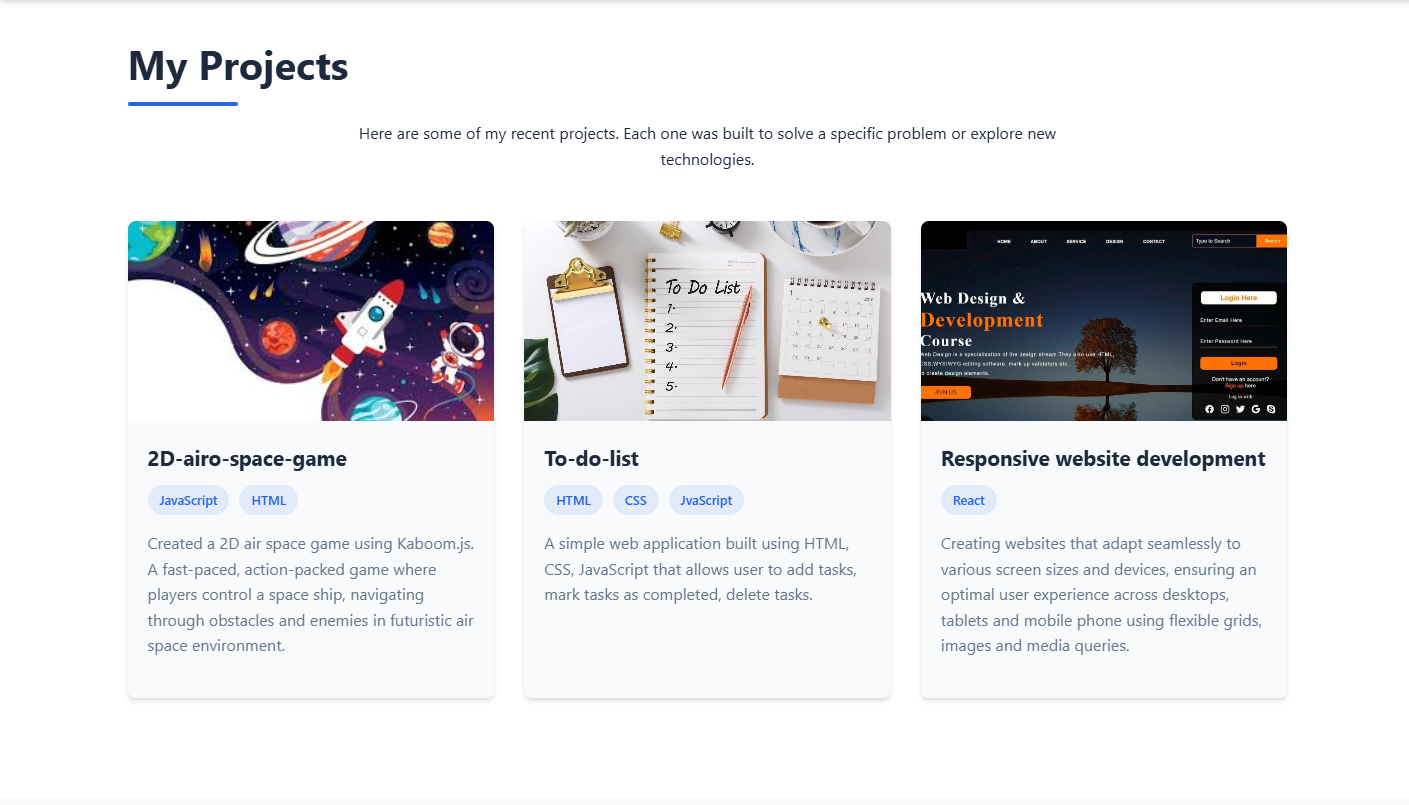 My Projects
Here are some of my recent projects. Each one was built to solve a specific problem or explore new
technologies.
To Do List
1.
2.
3.
4.
5.
HOME ABOUT SERVICE DESIGN CONTACT
Type to Search Search
Web Design &
Development
Course
Web Design is a specialisation of the design stream. They also use HTML,
CSS,WYSIWYG editing software, mark up validators etc.,
to create design elements.
JOIN US
Login Here
Enter Email Here
Enter Password Here
Login
Don't have an account?
Sign up here
Log in with
2D-airo-space-game
JavaScript HTML
Created a 2D air space game using Kaboom.js.
A fast-paced, action-packed game where
players control a space ship, navigating
through obstacles and enemies in futuristic air
space environment.
To-do-list
HTML CSS JvaScript
A simple web application built using HTML,
CSS, JavaScript that allows user to add tasks,
mark tasks as completed, delete tasks.
Responsive website development
React
Creating websites that adapt seamlessly to
various screen sizes and devices, ensuring an
optimal user experience across desktops,
tablets and mobile phone using flexible grids,
images and media queries.